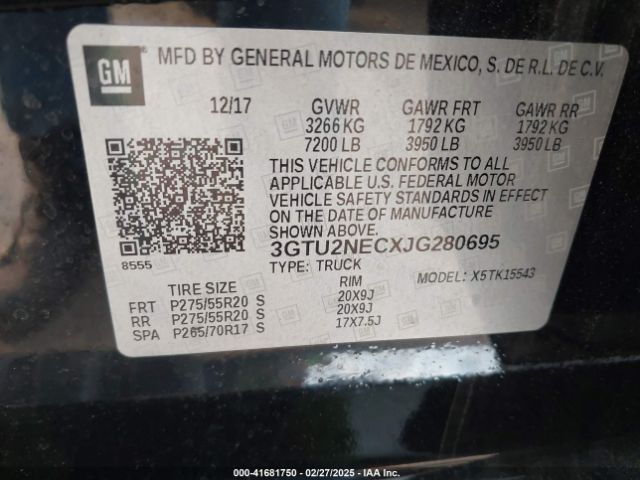 GM
MFD BY GENERAL MOTORS DE MEXICO, S. DE R.L. DE C.V.
12/17 GVWR GAWR FRT GAWR RR
3266 KG 1792 KG 1792 KG
7200 LB 3950 LB 3950 LB
THIS VEHICLE CONFORMS TO ALL
APPLICABLE U.S. FEDERAL MOTOR
VEHICLE SAFETY STANDARDS IN EFFECT
ON THE DATE OF MANUFACTURE
SHOWN ABOVE.
3GTU2NECXJG280695
8555
TYPE: TRUCK MODEL: X5TK15543
TIRE SIZE RIM
FRT P275/55R20 S 20X9J
RR P275/55R20 S 20X9J
SPA P265/70R17 S 17X7.5J
000-41681750 - 02/27/2025 - IAA Inc.